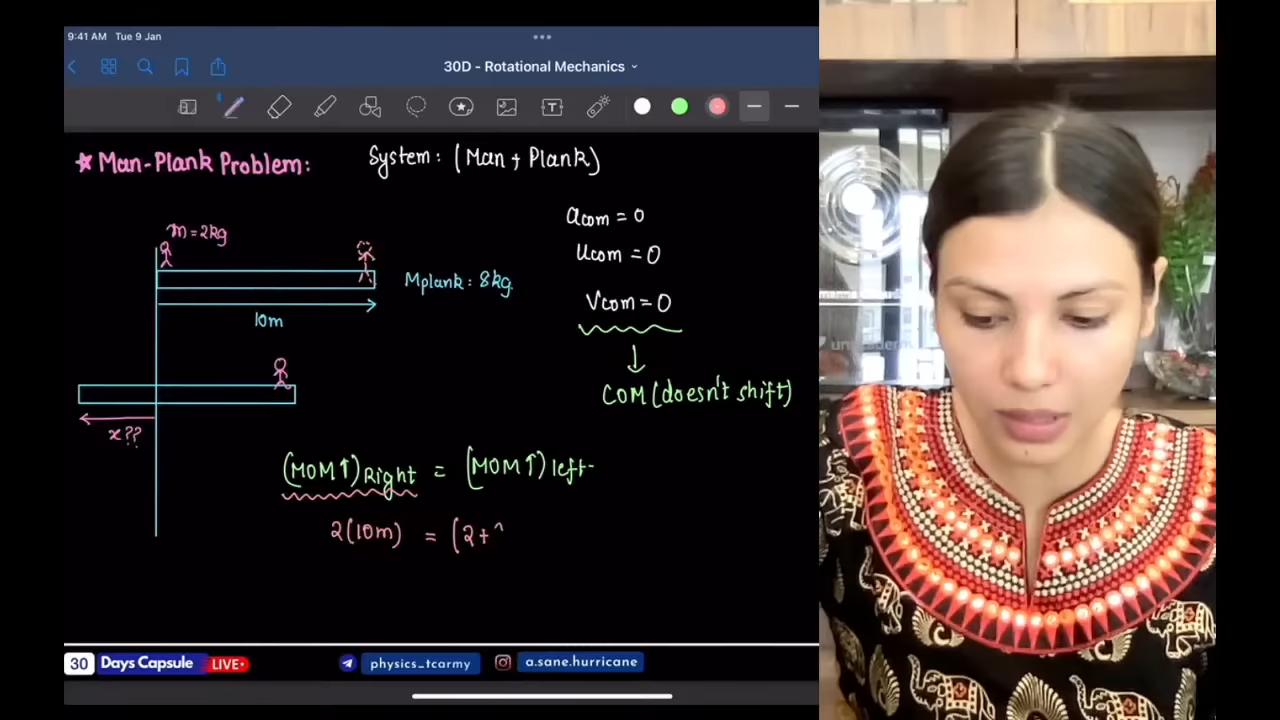 9:41 AM Tue 9 Jan
30D - Rotational Mechanics
★ Man-Plank Problem:
System: (Man + Plank)
m=2kg
Mplank: 8kg
10m
acom = 0
ucom = 0
Vcom = 0
COM (doesn't shift)
x??
(MOM↑)Right = (MOM↑)left
2(10m) = (2+
30 Days Capsule LIVE
physics_tcarmy
a.sane.hurricane